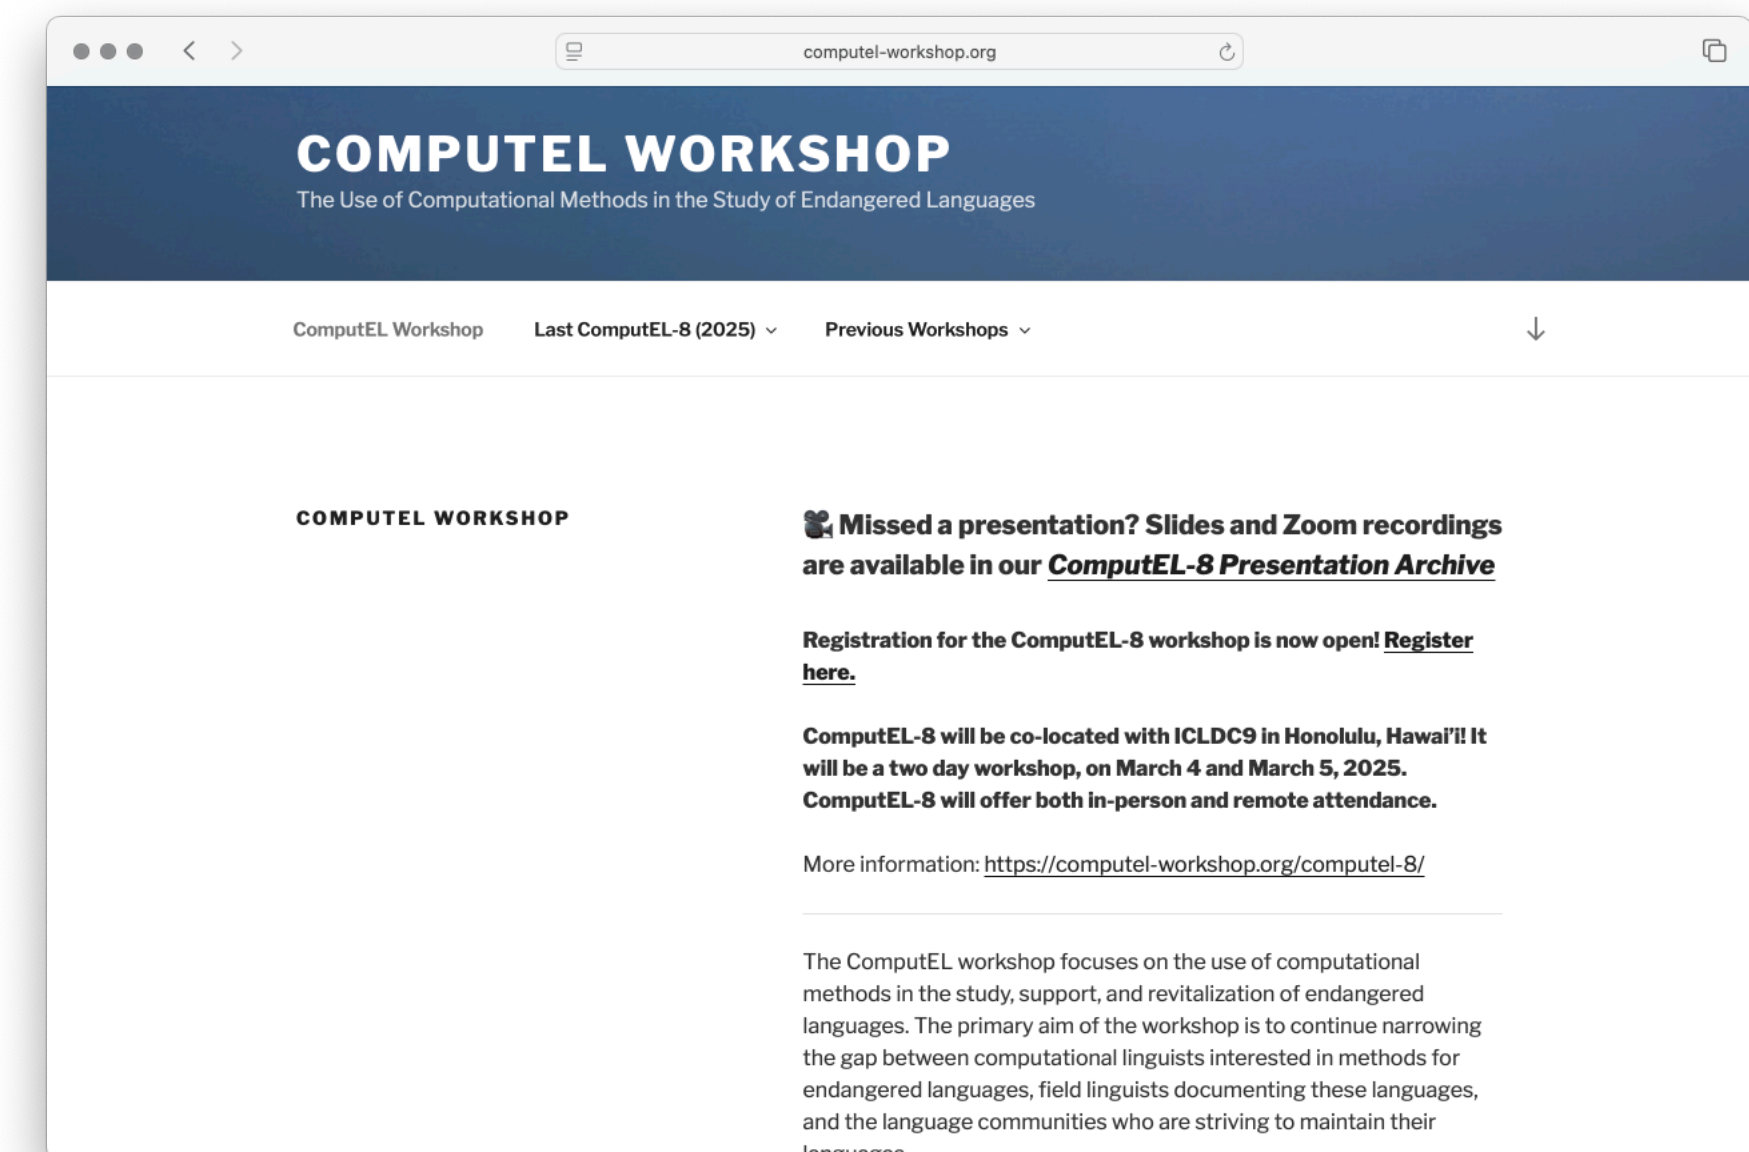 computel-workshop.org
COMPUTEL WORKSHOP
The Use of Computational Methods in the Study of Endangered Languages
ComputEL Workshop
Last ComputEL-8 (2025)
Previous Workshops
COMPUTEL WORKSHOP
Missed a presentation? Slides and Zoom recordings
are available in our ComputEL-8 Presentation Archive
Registration for the ComputEL-8 workshop is now open! Register
here.
ComputEL-8 will be co-located with ICLDC9 in Honolulu, Hawai’i! It
will be a two day workshop, on March 4 and March 5, 2025.
ComputEL-8 will offer both in-person and remote attendance.
More information: https://computel-workshop.org/computel-8/
The ComputEL workshop focuses on the use of computational
methods in the study, support, and revitalization of endangered
languages. The primary aim of the workshop is to continue narrowing
the gap between computational linguists interested in methods for
endangered languages, field linguists documenting these languages,
and the language communities who are striving to maintain their